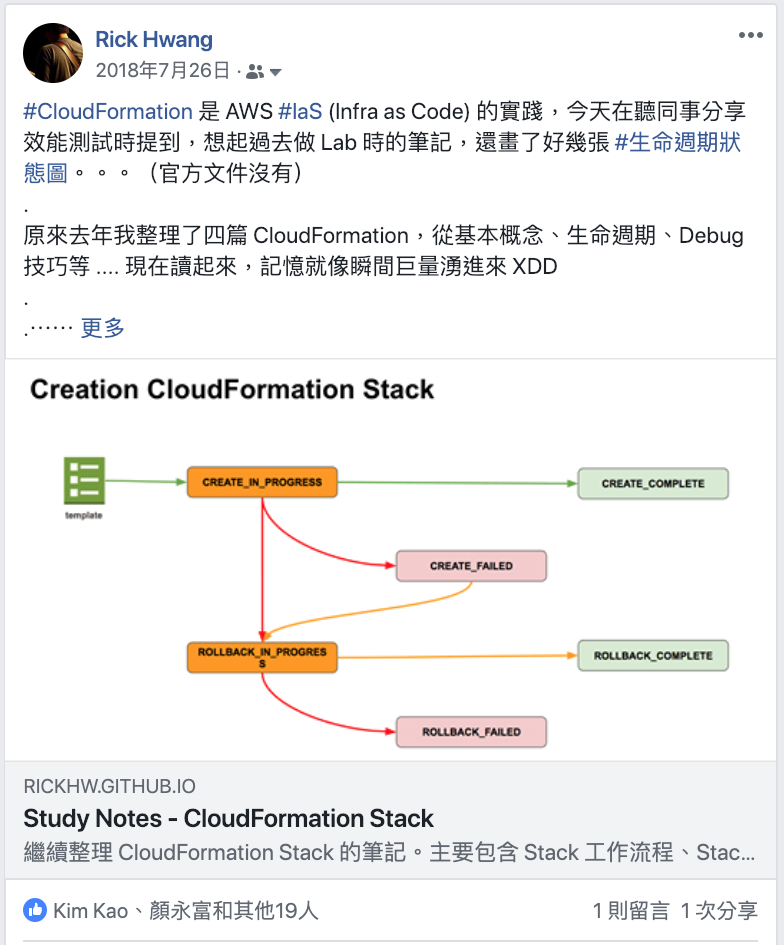 Rick Hwang
2018年7月26日 ·
#CloudFormation 是 AWS #IaS (Infra as Code) 的實踐，今天在聽同事分享
效能測試時提到，想起過去做 Lab 時的筆記，還畫了好幾張 #生命週期狀
態圖。。。（官方文件沒有）
.
原來去年我整理了四篇 CloudFormation，從基本概念、生命週期、Debug
技巧等 .... 現在讀起來，記憶就像瞬間巨量湧進來 XDD
.
.…… 更多
Creation CloudFormation Stack
template
CREATE_IN_PROGRESS
CREATE_COMPLETE
CREATE_FAILED
ROLLBACK_IN_PROGRES
S
ROLLBACK_COMPLETE
ROLLBACK_FAILED
RICKHW.GITHUB.IO
Study Notes - CloudFormation Stack
繼續整理 CloudFormation Stack 的筆記。主要包含 Stack 工作流程、Stac...
Kim Kao、顏永富和其他19人
1 則留言 1 次分享